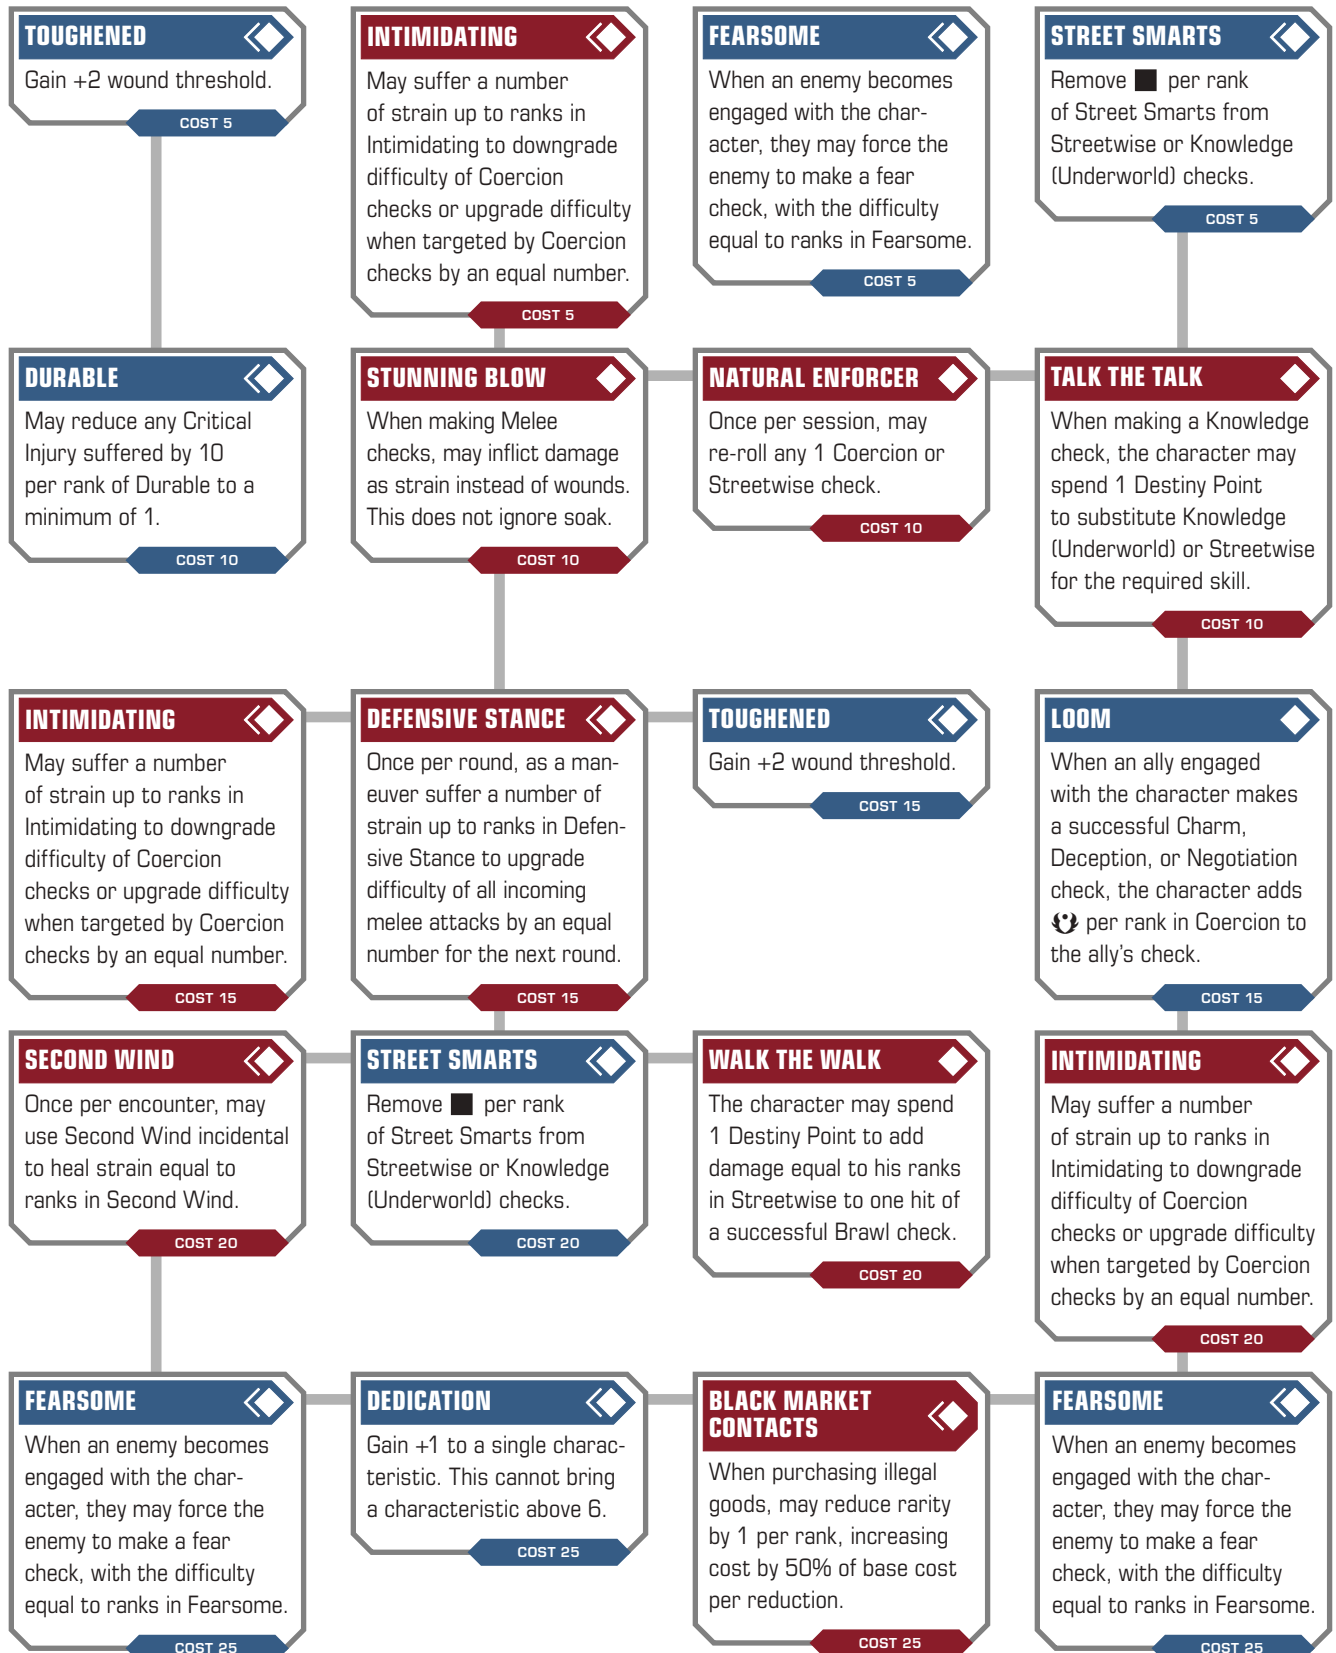 TOUGHENED
Gain +2 wound threshold.
COST 5
INTIMIDATING
May suffer a number
of strain up to ranks in
Intimidating to downgrade
difficulty of Coercion
checks or upgrade difficulty
when targeted by Coercion
checks by an equal number.
COST 5
FEARSOME
When an enemy becomes
engaged with the char-
acter, they may force the
enemy to make a fear
check, with the difficulty
equal to ranks in Fearsome.
COST 5
STREET SMARTS
Remove per rank
of Street Smarts from
Streetwise or Knowledge
(Underworld) checks.
COST 5
DURABLE
May reduce any Critical
Injury suffered by 10
per rank of Durable to a
minimum of 1.
COST 10
STUNNING BLOW
When making Melee
checks, may inflict damage
as strain instead of wounds.
This does not ignore soak.
COST 10
NATURAL ENFORCER
Once per session, may
re-roll any 1 Coercion or
Streetwise check.
COST 10
TALK THE TALK
When making a Knowledge
check, the character may
spend 1 Destiny Point
to substitute Knowledge
(Underworld) or Streetwise
for the required skill.
COST 10
INTIMIDATING
May suffer a number
of strain up to ranks in
Intimidating to downgrade
difficulty of Coercion
checks or upgrade difficulty
when targeted by Coercion
checks by an equal number.
COST 15
DEFENSIVE STANCE
Once per round, as a man-
euver suffer a number of
strain up to ranks in Defen-
sive Stance to upgrade
difficulty of all incoming
melee attacks by an equal
number for the next round.
COST 15
TOUGHENED
Gain +2 wound threshold.
COST 15
LOOM
When an ally engaged
with the character makes
a successful Charm,
Deception, or Negotiation
check, the character adds
per rank in Coercion to
the ally's check.
COST 15
SECOND WIND
Once per encounter, may
use Second Wind incidental
to heal strain equal to
ranks in Second Wind.
COST 20
STREET SMARTS
Remove per rank
of Street Smarts from
Streetwise or Knowledge
(Underworld) checks.
COST 20
WALK THE WALK
The character may spend
1 Destiny Point to add
damage equal to his ranks
in Streetwise to one hit of
a successful Brawl check.
COST 20
INTIMIDATING
May suffer a number
of strain up to ranks in
Intimidating to downgrade
difficulty of Coercion
checks or upgrade difficulty
when targeted by Coercion
checks by an equal number.
COST 20
FEARSOME
When an enemy becomes
engaged with the char-
acter, they may force the
enemy to make a fear
check, with the difficulty
equal to ranks in Fearsome.
COST 25
DEDICATION
Gain +1 to a single charac-
teristic. This cannot bring
a characteristic above 6.
COST 25
BLACK MARKET
CONTACTS
When purchasing illegal
goods, may reduce rarity
by 1 per rank, increasing
cost by 50% of base cost
per reduction.
COST 25
FEARSOME
When an enemy becomes
engaged with the char-
acter, they may force the
enemy to make a fear
check, with the difficulty
equal to ranks in Fearsome.
COST 25